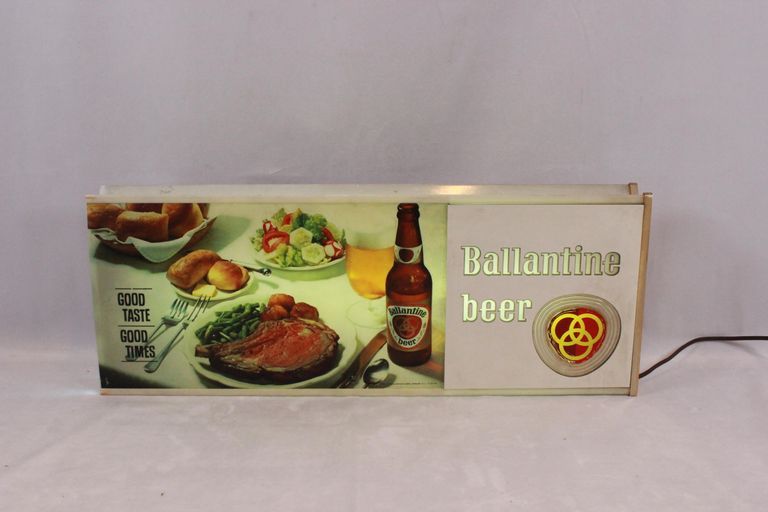 GOOD
TASTE
GOOD
TIMES
Ballantine
beer
Ballantine
beer